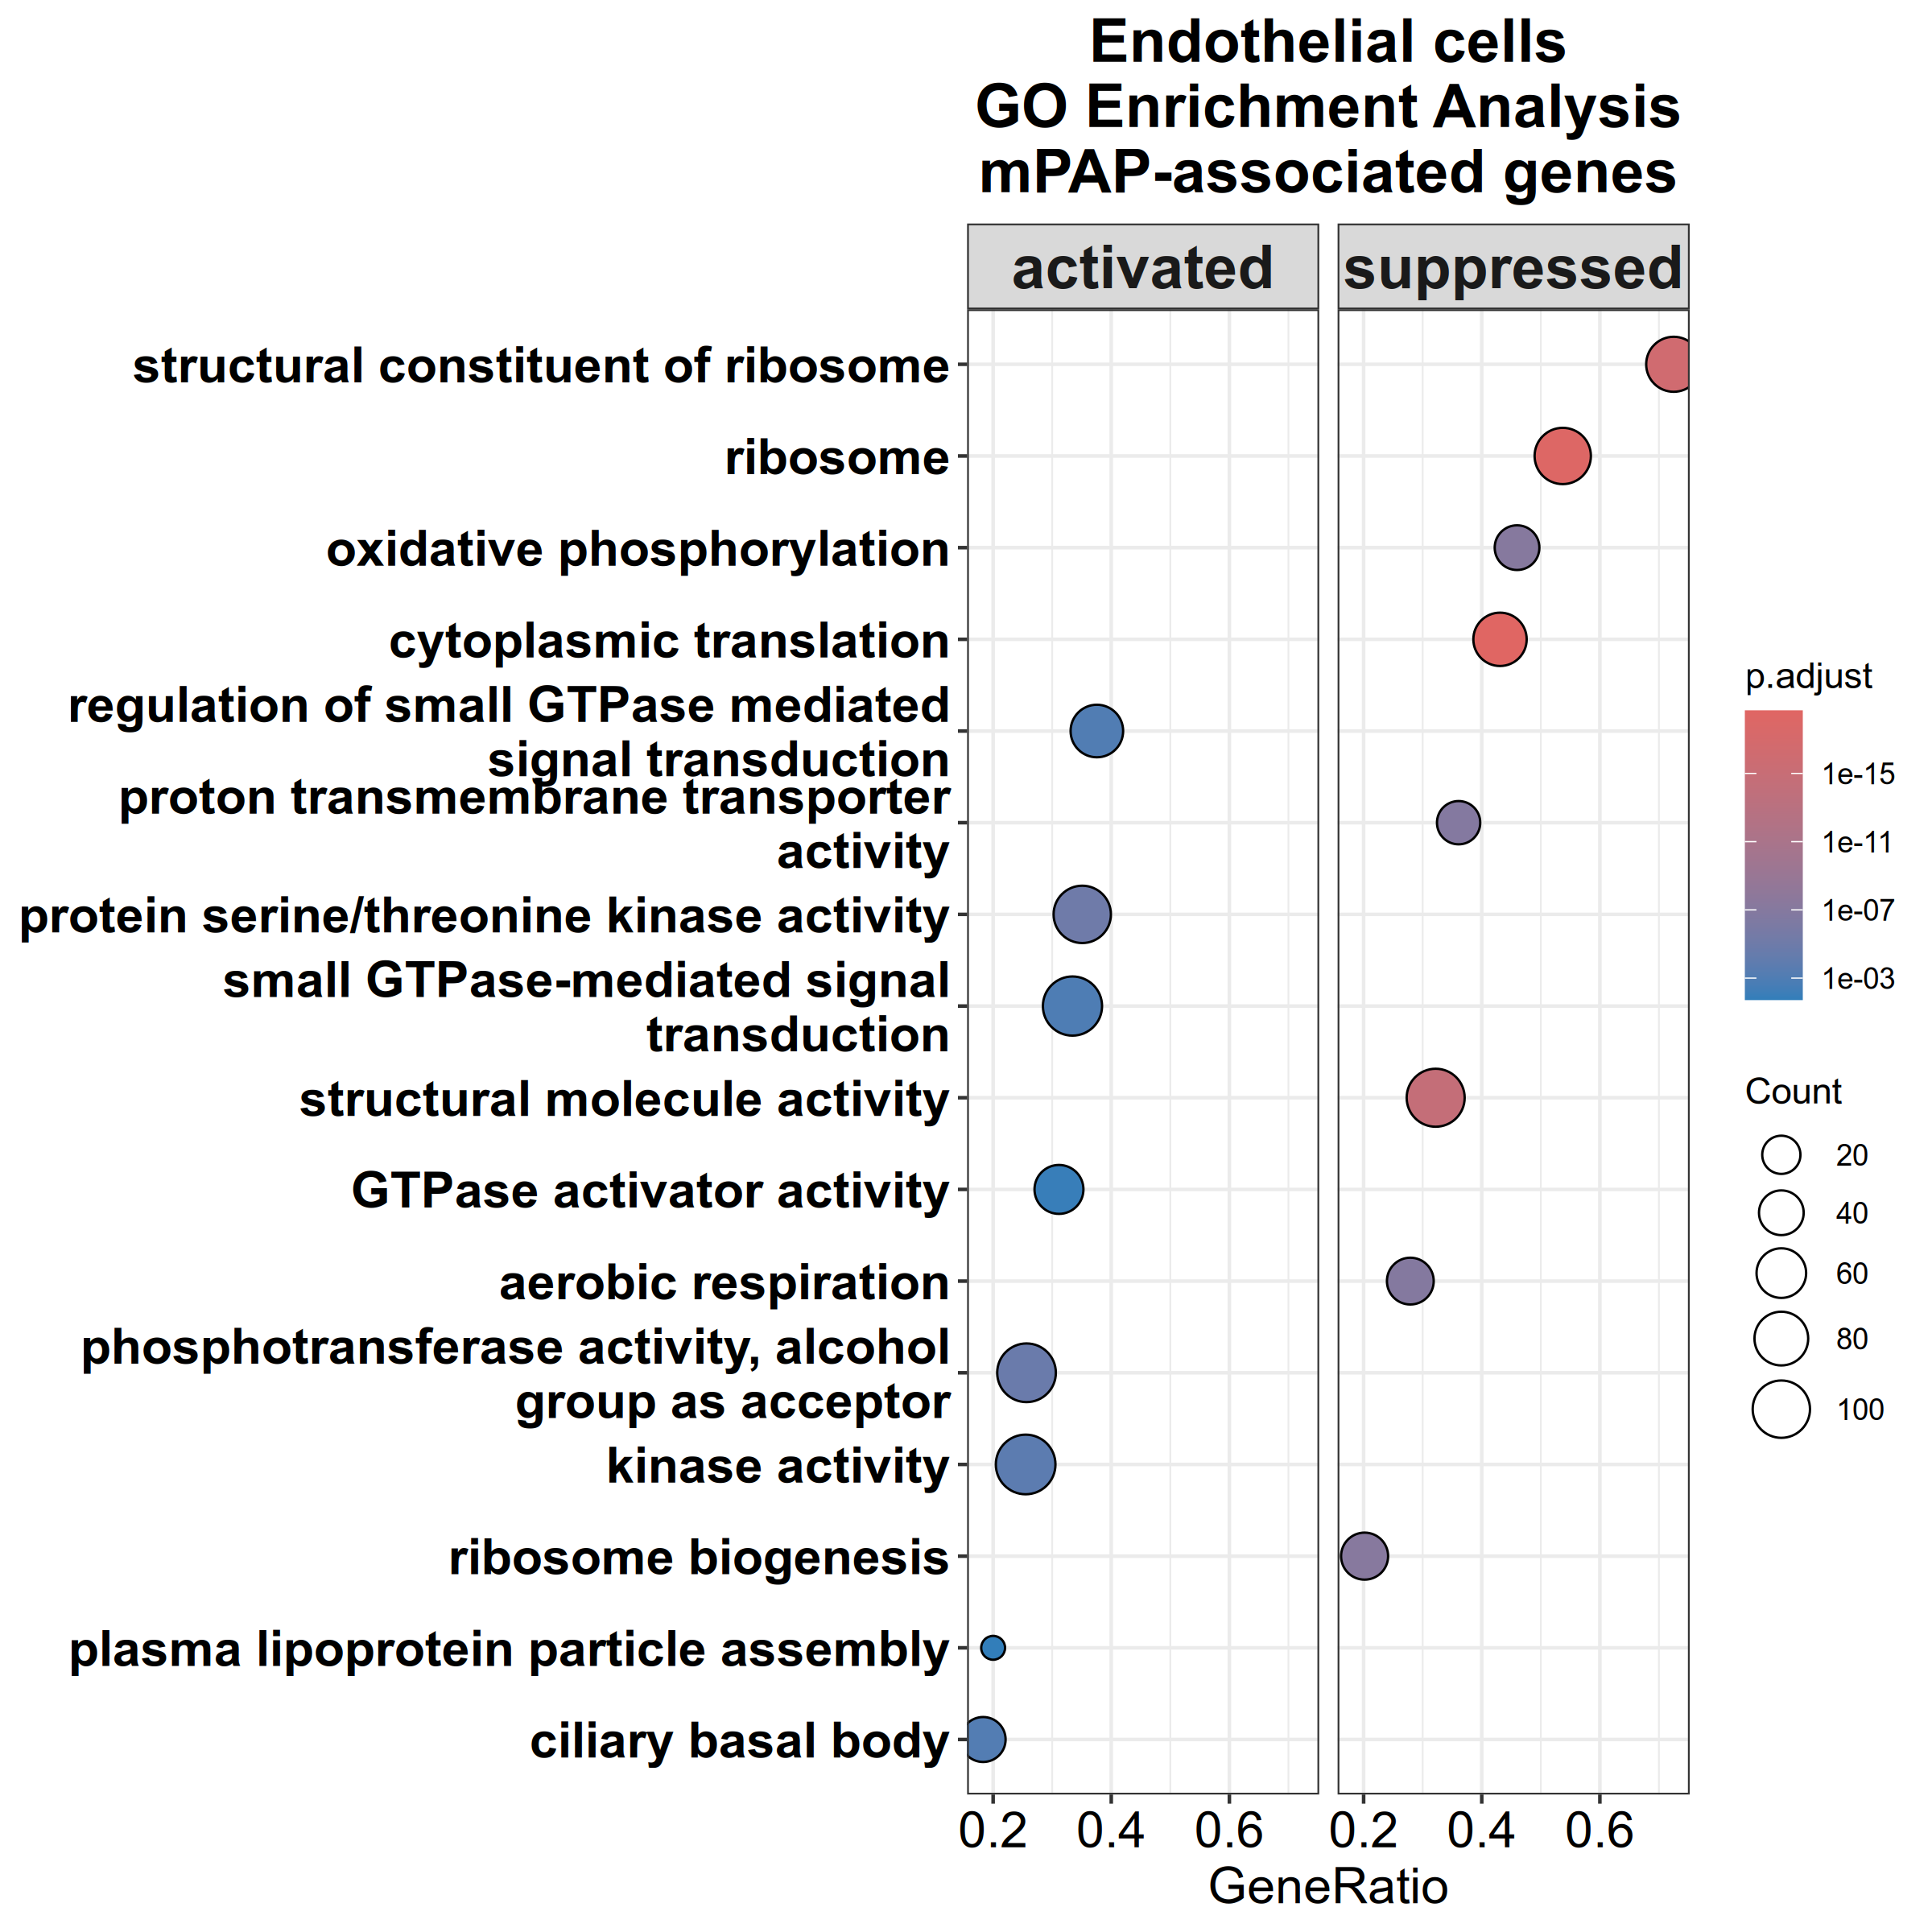 Endothelial cells
GO Enrichment Analysis
mPAP-associated genes
activated
suppressed
structural constituent of ribosome
ribosome
oxidative phosphorylation
cytoplasmic translation
regulation of small GTPase mediated
signal transduction
proton transmembrane transporter
activity
protein serine/threonine kinase activity
small GTPase-mediated signal
transduction
structural molecule activity
GTPase activator activity
aerobic respiration
phosphotransferase activity, alcohol
group as acceptor
kinase activity
ribosome biogenesis
plasma lipoprotein particle assembly
ciliary basal body
0.2 0.4 0.6
0.2 0.4 0.6
GeneRatio
p.adjust
1e-15
1e-11
1e-07
1e-03
Count
20
40
60
80
100